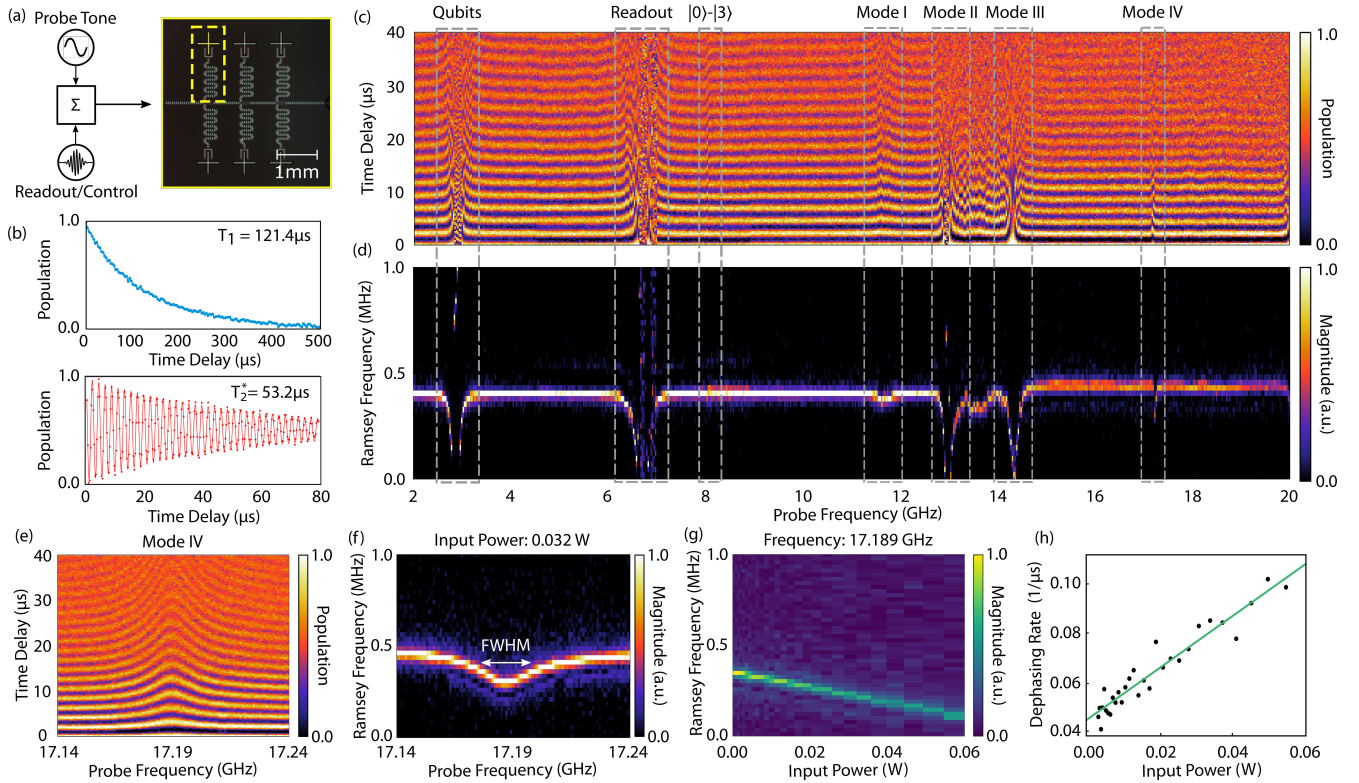 (a)
Probe Tone
Σ
Readout/Control
1mm
(b)
1.0
T1 = 121.4µs
Population
0.0
0 100 200 300 400 500
Time Delay (µs)
1.0
T2*= 53.2µs
Population
0.0
0 20 40 60 80
Time Delay (µs)
(c)
Qubits Readout |0⟩-|3⟩ Mode I Mode II Mode III Mode IV
40
30
20
10
0
Time Delay (µs)
1.0
Population
0.0
(d)
1.0
0.5
0.0
Ramsey Frequency (MHz)
1.0
Magnitude (a.u.)
0.0
2 4 6 8 10 12 14 16 18 20
Probe Frequency (GHz)
(e)
Mode IV
40
30
20
10
0
Time Delay (µs)
1.0
Population
0.0
17.14 17.19 17.24
Probe Frequency (GHz)
(f)
Input Power: 0.032 W
1.0
0.5
0.0
Ramsey Frequency (MHz)
FWHM
1.0
Magnitude (a.u.)
0.0
17.14 17.19 17.24
Probe Frequency (GHz)
(g)
Frequency: 17.189 GHz
1.0
0.5
0.0
Ramsey Frequency (MHz)
1.0
Magnitude (a.u.)
0.0
0.00 0.02 0.04 0.06
Input Power (W)
(h)
0.10
0.08
0.06
0.04
Dephasing Rate (1/µs)
0.00 0.02 0.04 0.06
Input Power (W)